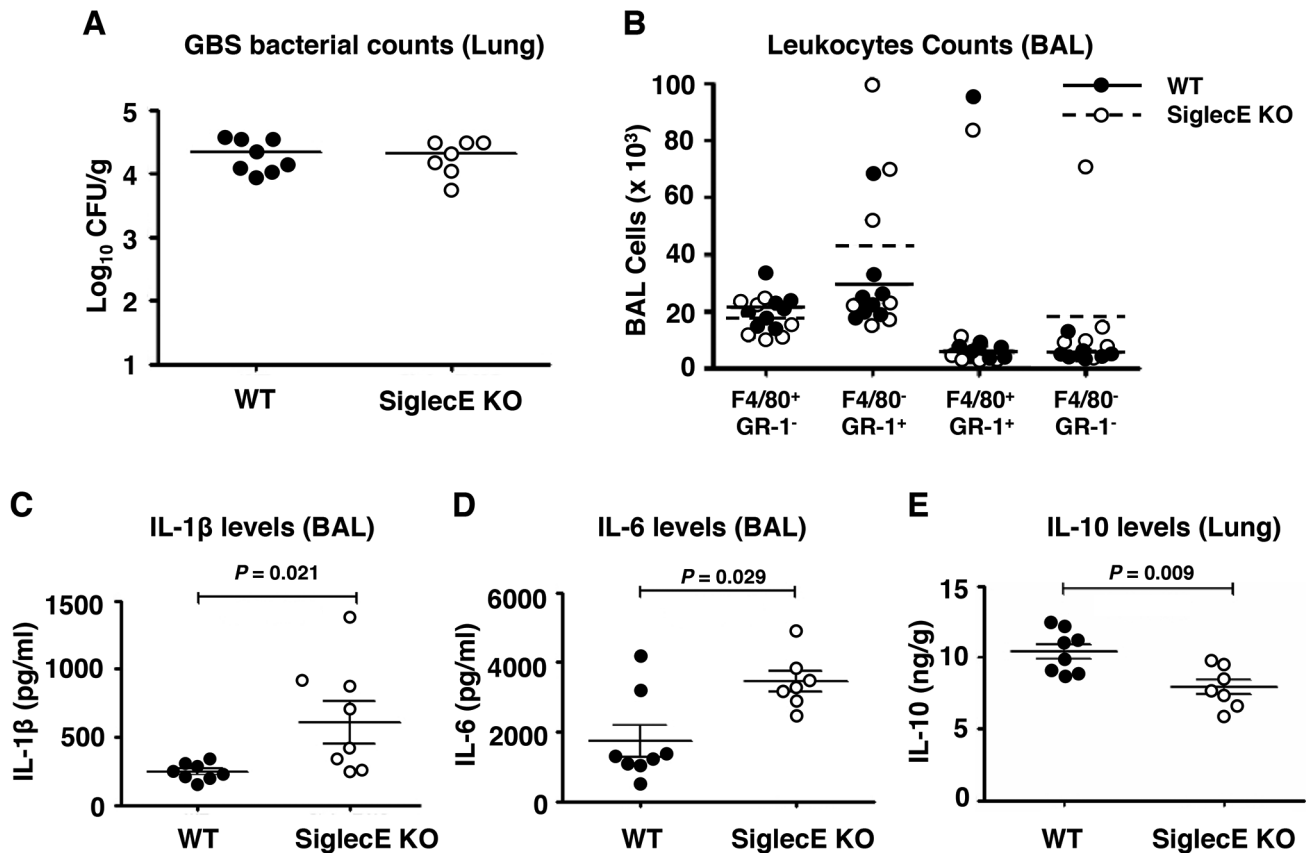 A
GBS bacterial counts (Lung)
5
4
3
2
1
Log₁₀ CFU/g
WT
SiglecE KO
B
Leukocytes Counts (BAL)
WT
SiglecE KO
100
80
60
40
20
0
BAL Cells (x 10³)
F4/80⁺ F4/80⁻ F4/80⁺ F4/80⁻
GR-1⁻ GR-1⁺ GR-1⁺ GR-1⁻
C
IL-1β levels (BAL)
P = 0.021
1500
1000
500
0
IL-1β (pg/ml)
WT
SiglecE KO
D
IL-6 levels (BAL)
P = 0.029
6000
4000
2000
0
IL-6 (pg/ml)
WT
SiglecE KO
E
IL-10 levels (Lung)
P = 0.009
15
10
5
0
IL-10 (ng/g)
WT
SiglecE KO